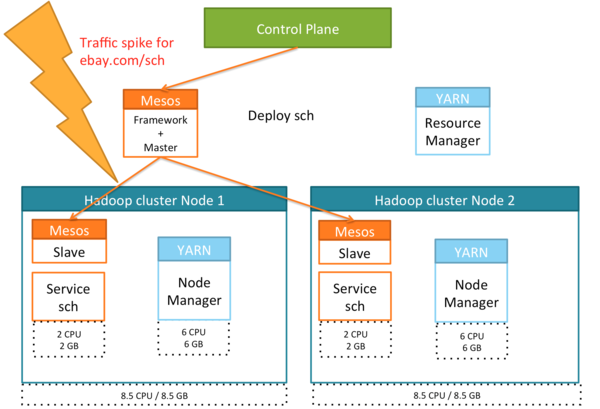 Traffic spike for
ebay.com/sch
Control Plane
Mesos
Framework
+
Master
Deploy sch
YARN
Resource
Manager
Hadoop cluster Node 1
Mesos
Slave
Service
sch
2 CPU
2 GB
YARN
Node
Manager
6 CPU
6 GB
8.5 CPU / 8.5 GB
Hadoop cluster Node 2
Mesos
Slave
Service
sch
2 CPU
2 GB
YARN
Node
Manager
6 CPU
6 GB
8.5 CPU / 8.5 GB